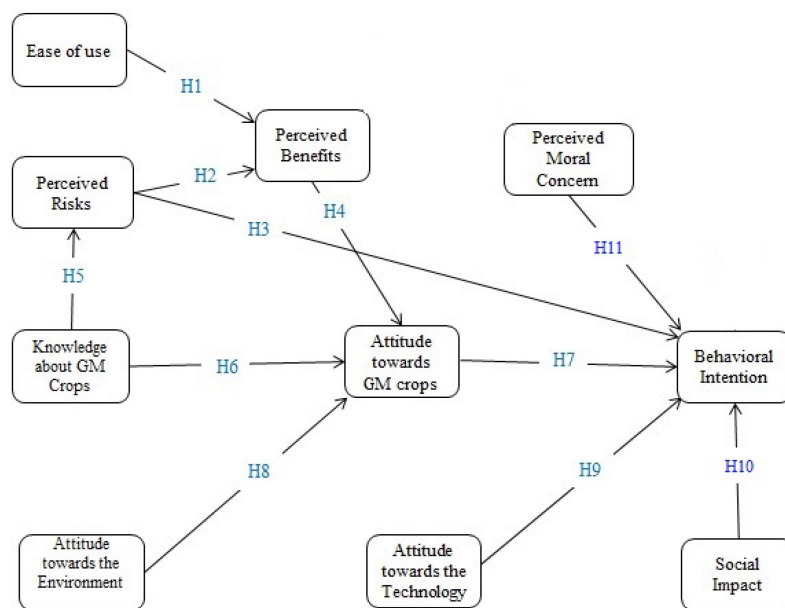 Ease of use
H1
Perceived
Benefits
Perceived
Moral
Concern
Perceived
Risks
H2
H4
H3
H11
H5
Knowledge
about GM
Crops
H6
Attitude
towards
GM crops
H7
Behavioral
Intention
H8
H9
H10
Attitude
towards the
Environment
Attitude
towards the
Technology
Social
Impact